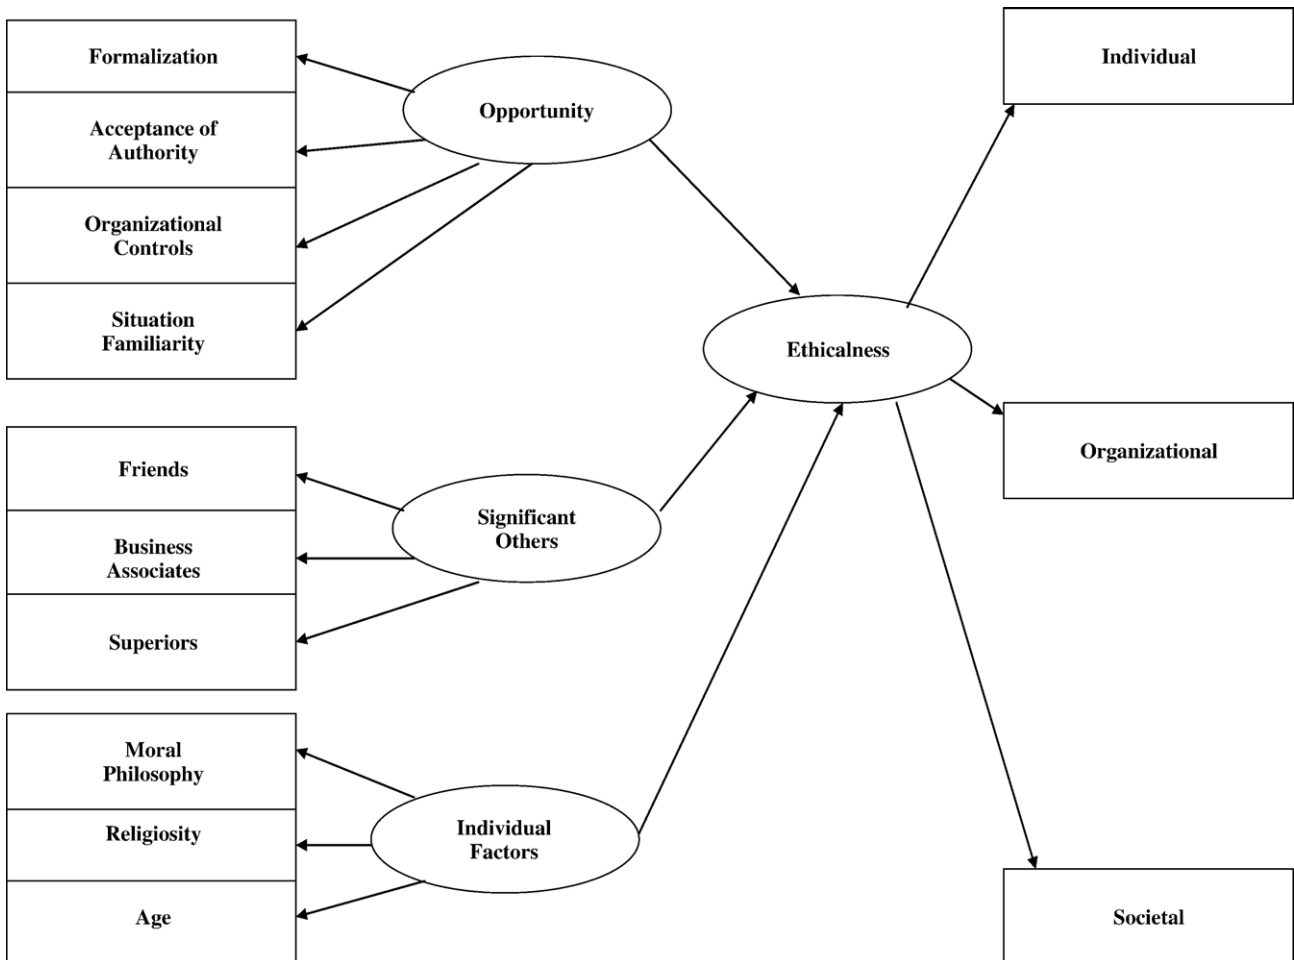 Formalization
Acceptance of
Authority
Organizational
Controls
Situation
Familiarity
Opportunity
Individual
Ethicalness
Organizational
Friends
Business
Associates
Superiors
Significant
Others
Moral
Philosophy
Religiosity
Age
Individual
Factors
Societal